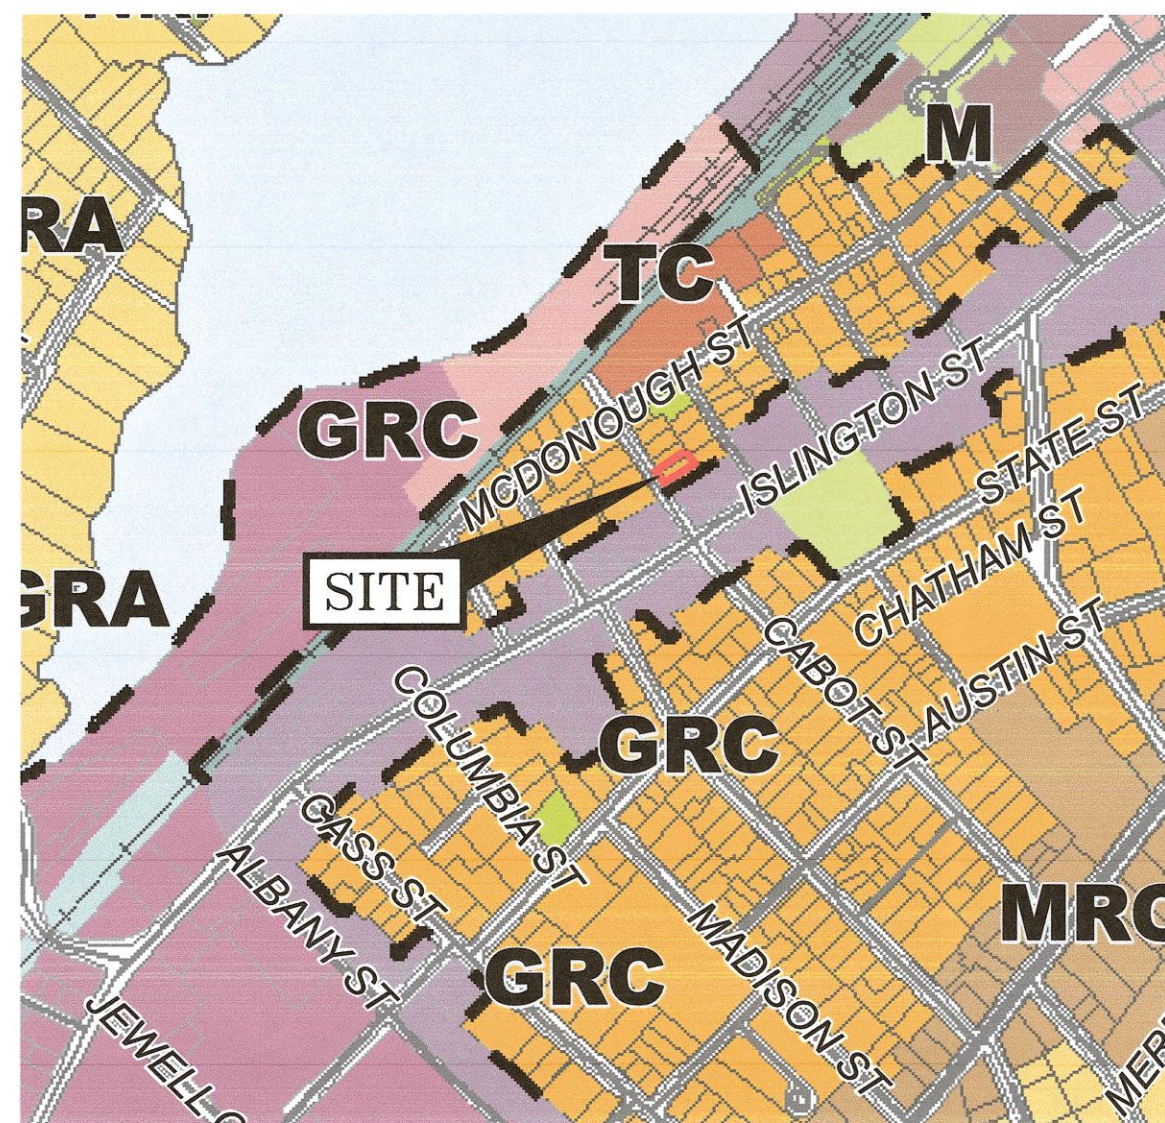 M
RA
TC
MCDONOUGH ST
GRC
ISLINGTON ST
STATE ST
SITE
CHATHAM ST
GRA
CABOT ST
AUSTIN ST
COLUMBIA ST
GRC
CASS ST
ALBANY ST
MRC
MADISON ST
GRC
JEWELL
MER